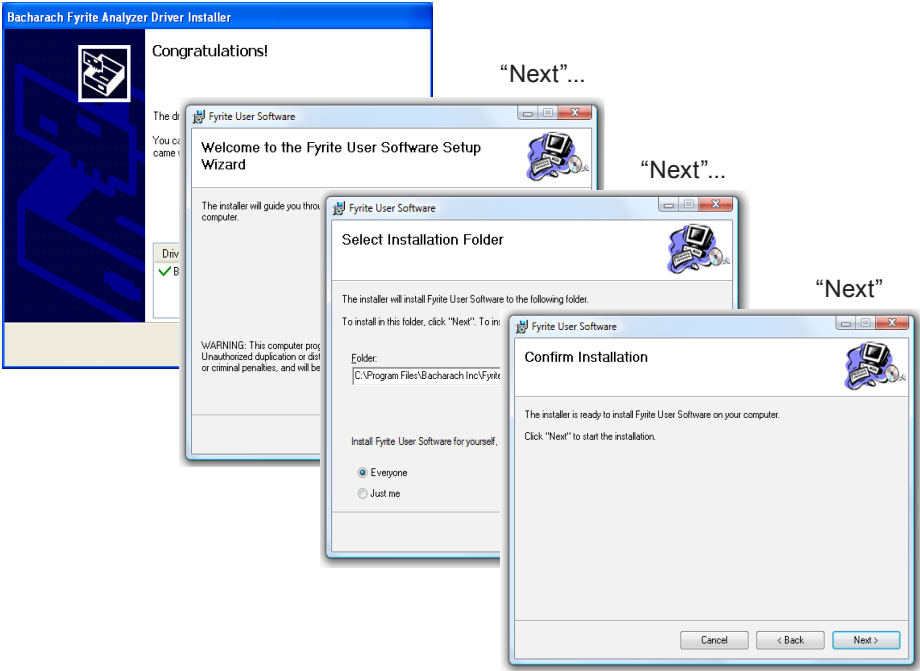 Bacharach Fyrite Analyzer Driver Installer
Congratulations!
The
You
came
Driv
“Next”...
Fyrite User Software
Welcome to the Fyrite User Software Setup
Wizard
The installer will guide you
computer.
WARNING: This computer
Unauthorized duplication or
or criminal penalties, and will be
“Next”...
Fyrite User Software
Select Installation Folder
The installer will install Fyrite User Software to the following folder.
To install in this folder, click "Next". To
Folder:
C:\Program Files\Bacharach Inc\Fyrite
Install Fyrite User Software for yourself,
Everyone
Just me
“Next”
Fyrite User Software
Confirm Installation
The installer is ready to install Fyrite User Software on your computer.
Click "Next" to start the installation.
Cancel
< Back
Next >